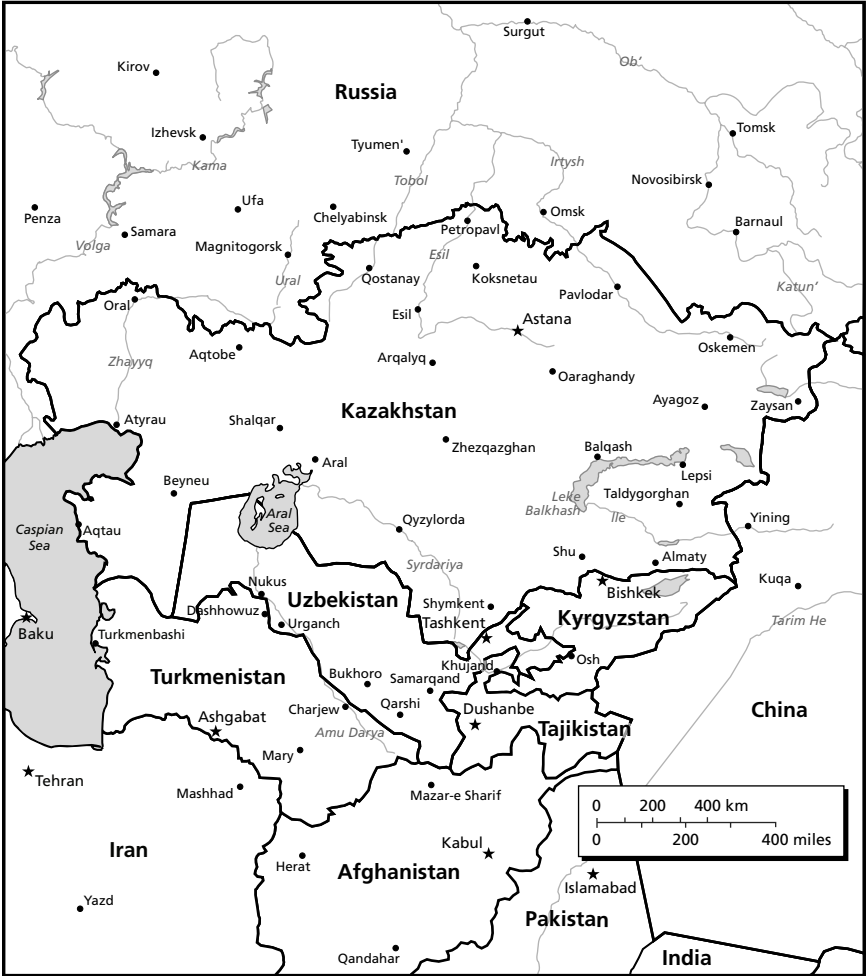 Surgut
Ob'
Kirov
Russia
Izhevsk
Tomsk
Tyumen'
Kama
Irtysh
Tobol
Novosibirsk
Ufa
Penza
Chelyabinsk
Omsk
Samara
Petropavl
Barnaul
Volga
Magnitogorsk
Esil
Ural
Qostanay
Koksnetau
Katun'
Pavlodar
Oral
Esil
Astana
Oskemen
Aqtobe
Arqalyq
Zhayyq
Oaraghandy
Ayagoz
Zaysan
Kazakhstan
Atyrau
Shalqar
Zhezqazghan
Balqash
Aral
Lepsi
Beyneu
Taldygorghan
Leke
Balkhash
Aral
Sea
Ile
Yining
Qyzylorda
Caspian
Sea
Aqtau
Shu
Almaty
Syrdariya
Nukus
Kuqa
Bishkek
Uzbekistan
Shymkent
Dashhowuz
Kyrgyzstan
Tarim He
Urganch
Tashkent
Baku
Turkmenbashi
Khujand
Osh
Turkmenistan
Bukhoro
Samarqand
Qarshi
Dushanbe
China
Charjew
Ashgabat
Tajikistan
Amu Darya
Mary
Tehran
Mashhad
Mazar-e Sharif
0 200 400 km
0 200 400 miles
Kabul
Iran
Herat
Afghanistan
Islamabad
Yazd
Pakistan
Qandahar
India